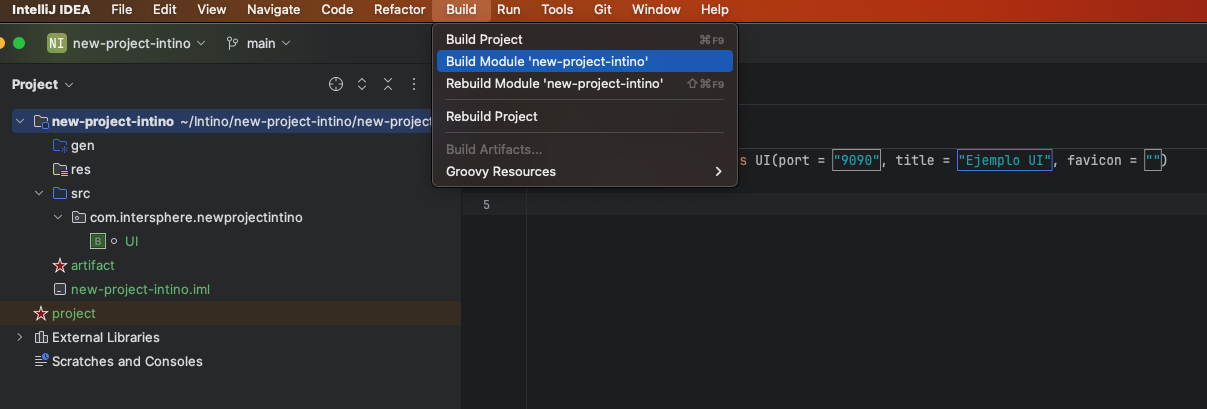 IntelliJ IDEA File Edit View Navigate Code Refactor Build Run Tools Git Window Help
NI new-project-intino main
Project
new-project-intino ~/Intino/new-project-intino/new-project
gen
res
src
com.intersphere.newprojectintino
B UI
artifact
new-project-intino.iml
project
External Libraries
Scratches and Consoles
Build Project ⌘F9
Build Module 'new-project-intino'
Rebuild Module 'new-project-intino' ⇧⌘F9
Rebuild Project
Build Artifacts...
Groovy Resources
s UI(port = "9090", title = "Ejemplo UI", favicon = "")
5